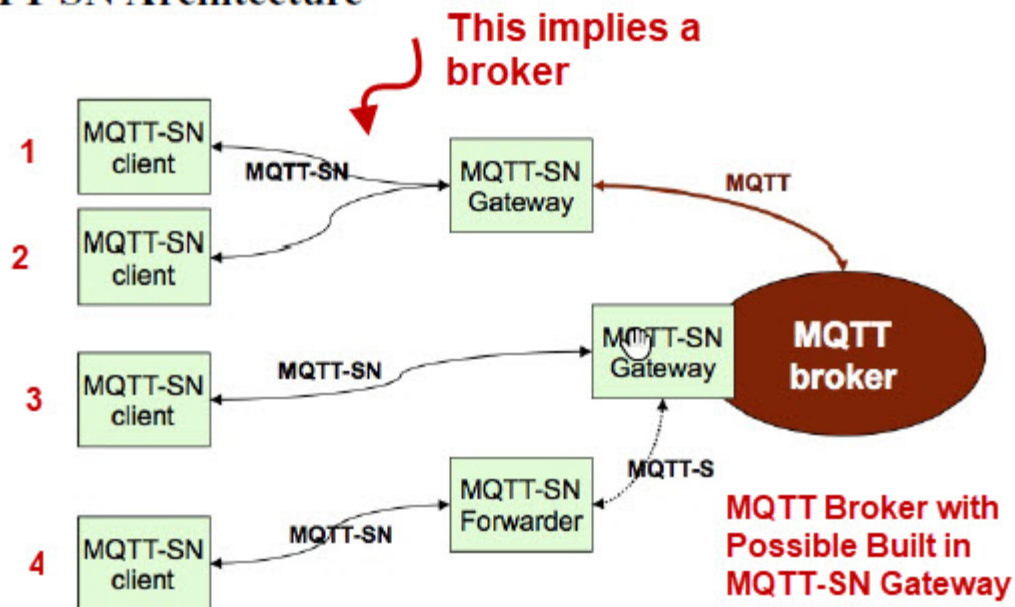 This implies a
broker
1
MQTT-SN
client
MQTT-SN
MQTT-SN
Gateway
MQTT
2
MQTT-SN
client
MQTT
broker
Gateway
3
MQTT-SN
client
MQTT-SN
MQTT-S
MQTT-SN
Forwarder
4
MQTT-SN
client
MQTT-SN
MQTT Broker with
Possible Built in
MQTT-SN Gateway